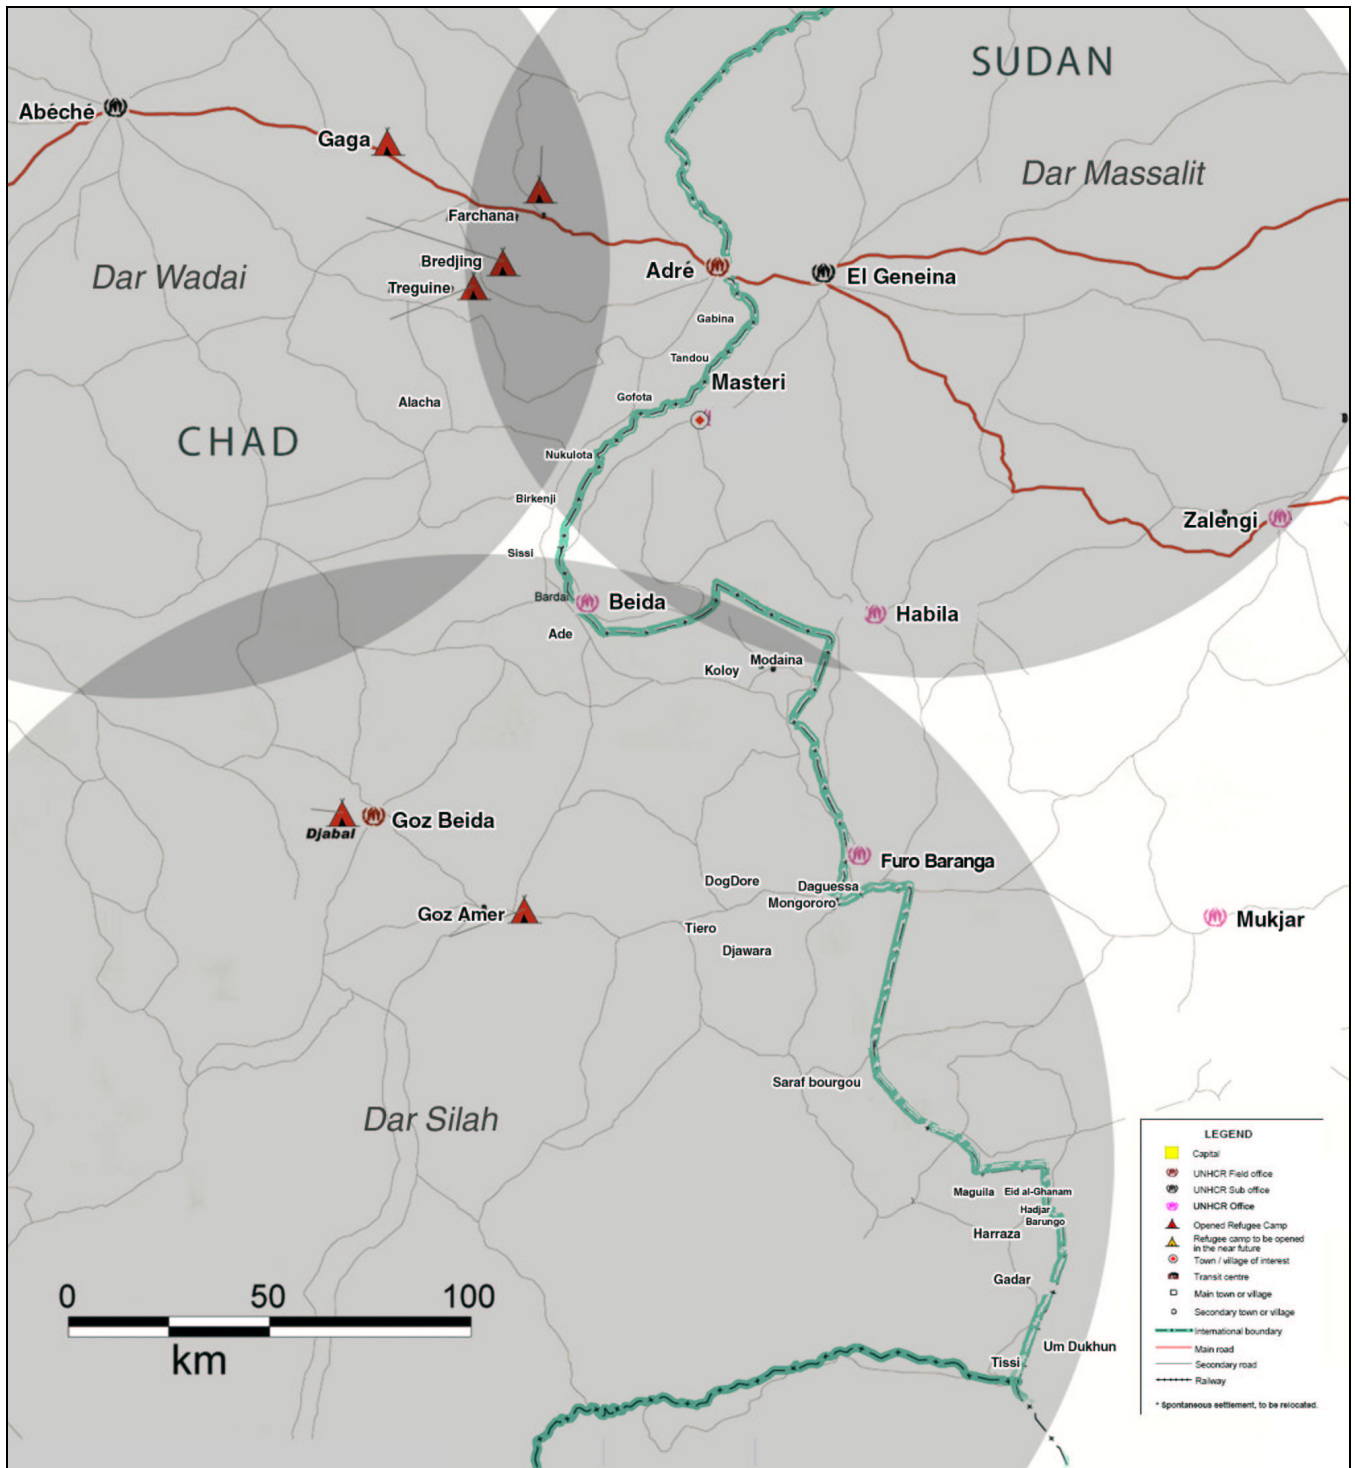 SUDAN
Abéché
Gaga
Dar Massalit
Farchana
Bredjing
Adré
El Geneina
Dar Wadai
Treguine
Gabina
Tandou
Masteri
Gofota
Alacha
CHAD
Nukulota
Birkenji
Zalengi
Sissi
Bardai
Beida
Habila
Ade
Modaina
Koloy
Djabal
Goz Beida
Furo Baranga
DogDore
Daguessa
Mongororo
Goz Amer
Mukjar
Tiero
Djawara
Saraf bourgou
Dar Silah
Maguila
Eid al-Ghanam
Hadjar
Barungo
Harraza
Gadar
Um Dukhun
Tissi
0 50 100
km
LEGEND
Capital
UNHCR Field office
UNHCR Sub office
UNHCR Office
Opened Refugee Camp
Refugee camp to be opened
in the near future
Town / village of interest
Transit centre
Main town or village
Secondary town or village
International boundary
Main road
Secondary road
Railway
* Spontaneous settlement, to be relocated.